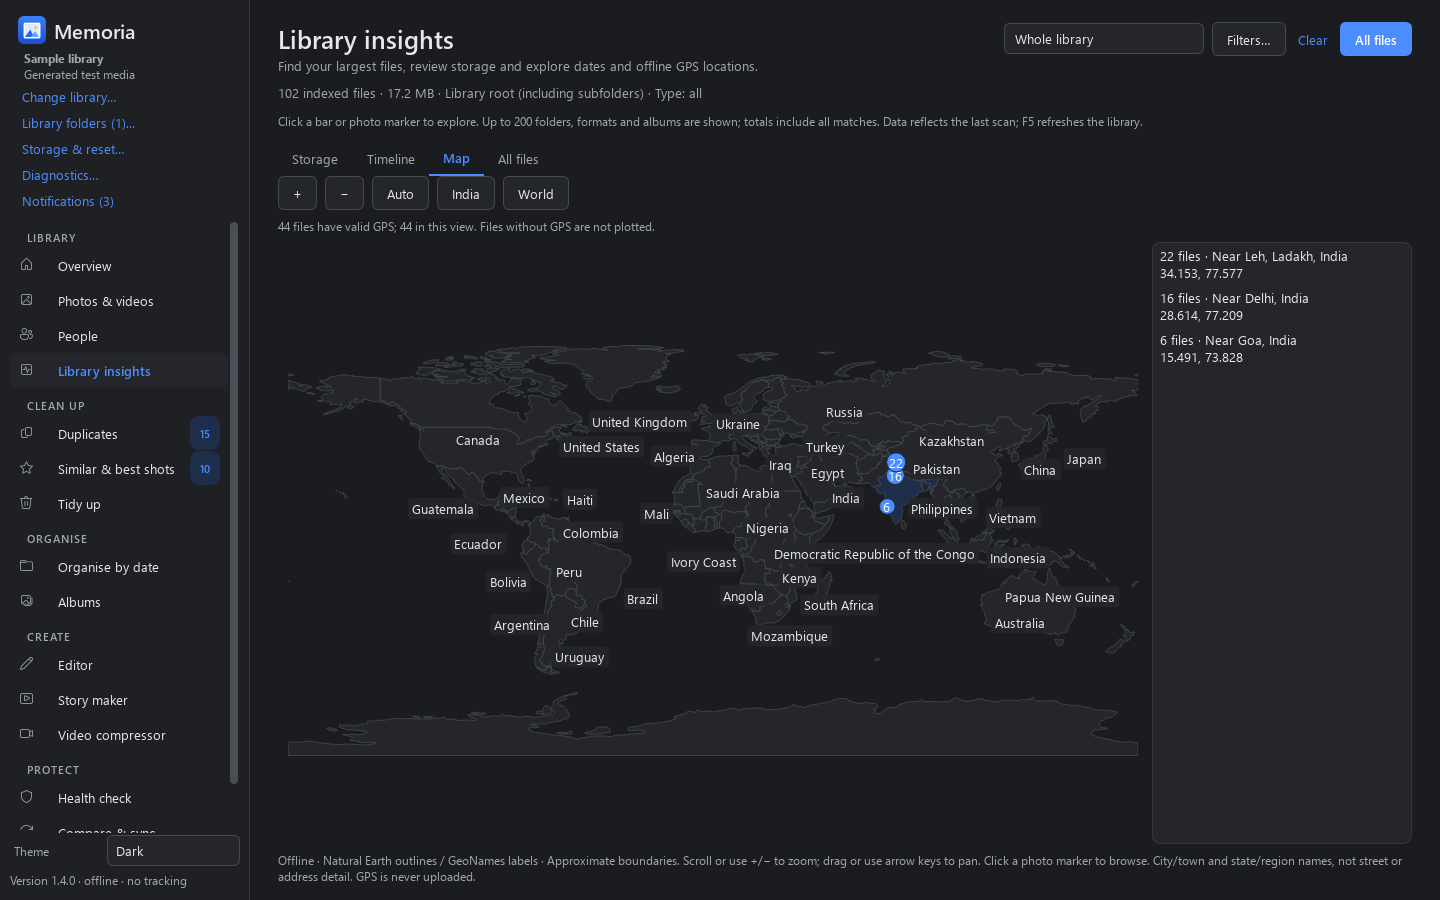 Memoria
Sample library
Generated test media
Change library...
Library folders (1)...
Storage & reset...
Diagnostics...
Notifications (3)
LIBRARY
Overview
Photos & videos
People
Library insights
CLEAN UP
Duplicates 15
Similar & best shots 10
Tidy up
ORGANISE
Organise by date
Albums
CREATE
Editor
Story maker
Video compressor
PROTECT
Health check
Compare & sync
Theme Dark
Version 1.4.0 · offline · no tracking
Library insights
Find your largest files, review storage and explore dates and offline GPS locations.
Whole library
Filters...
Clear
All files
102 indexed files · 17.2 MB · Library root (including subfolders) · Type: all
Click a bar or photo marker to explore. Up to 200 folders, formats and albums are shown; totals include all matches. Data reflects the last scan; F5 refreshes the library.
Storage Timeline Map All files
+ − Auto India World
44 files have valid GPS; 44 in this view. Files without GPS are not plotted.
Russia
United Kingdom
Ukraine
Canada
Kazakhstan
United States
Turkey
Algeria
Japan
22
Iraq
Pakistan
China
Egypt
16
Saudi Arabia
Mexico
Haiti
India
6
Guatemala
Philippines
Mali
Vietnam
Nigeria
Colombia
Ecuador
Democratic Republic of the Congo
Indonesia
Ivory Coast
Peru
Kenya
Bolivia
Angola
Papua New Guinea
Brazil
South Africa
Argentina
Chile
Australia
Mozambique
Uruguay
22 files · Near Leh, Ladakh, India
34.153, 77.577
16 files · Near Delhi, India
28.614, 77.209
6 files · Near Goa, India
15.491, 73.828
Offline · Natural Earth outlines / GeoNames labels · Approximate boundaries. Scroll or use +/− to zoom; drag or use arrow keys to pan. Click a photo marker to browse. City/town and state/region names, not street or
address detail. GPS is never uploaded.